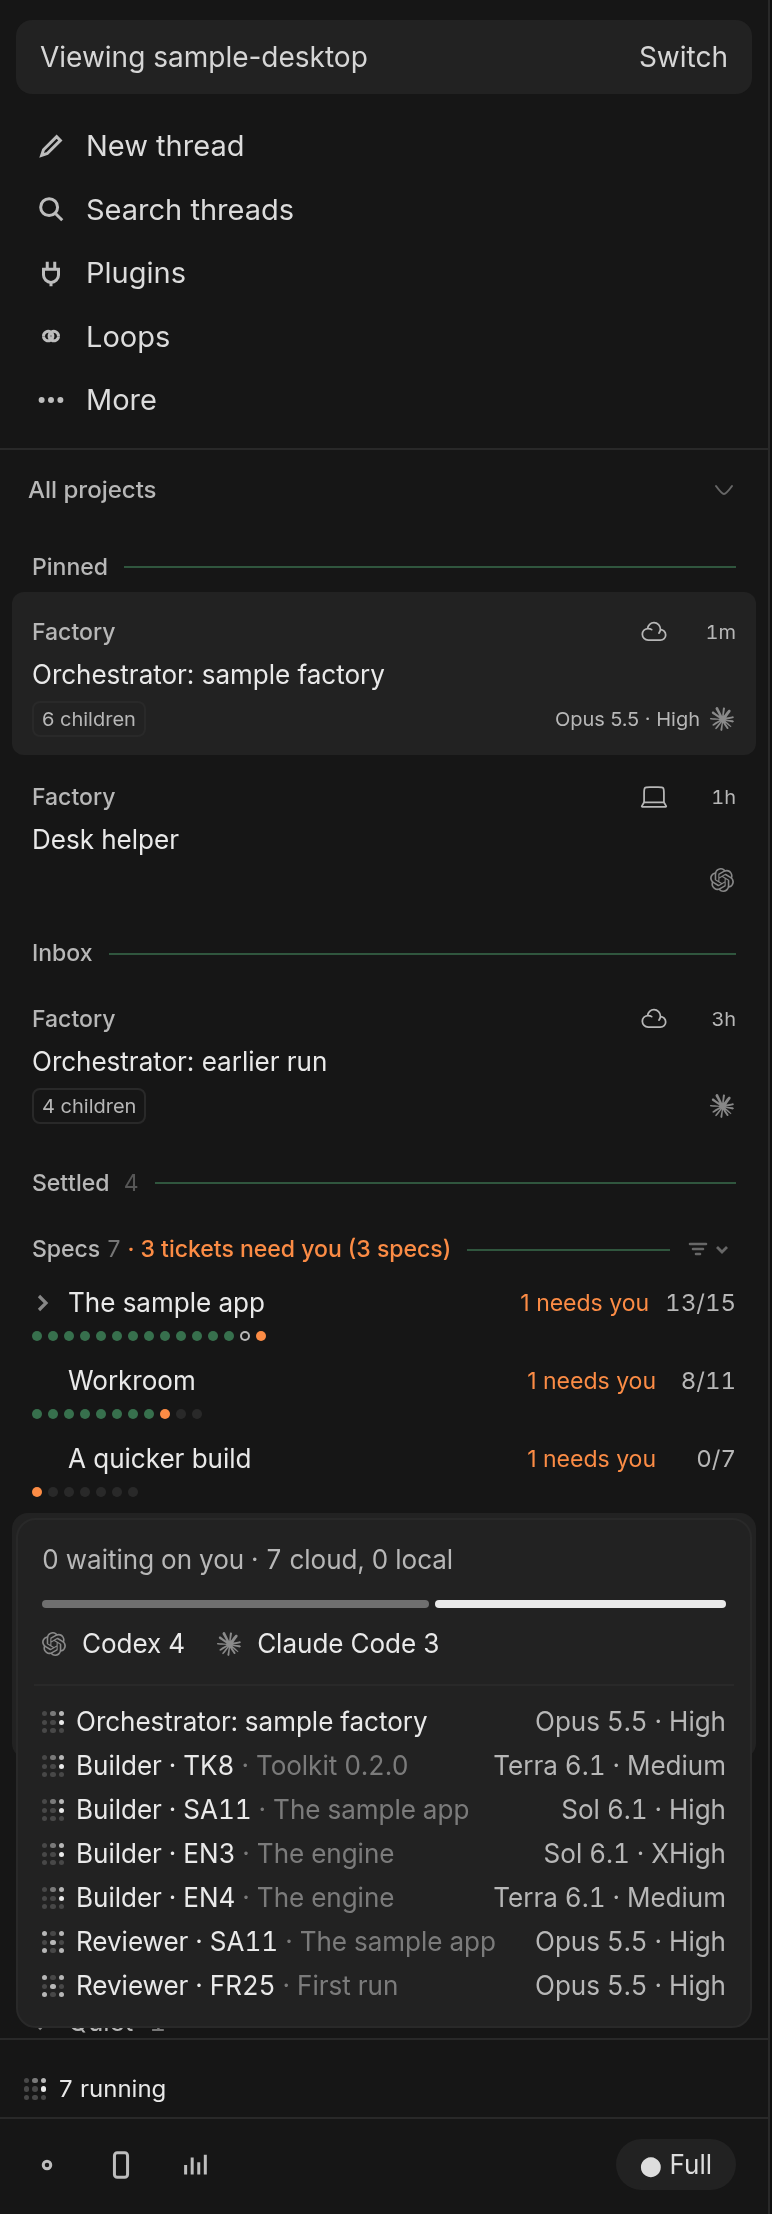 Viewing sample-desktop Switch
New thread
Search threads
Plugins
Loops
More
All projects
Pinned
Factory 1m
Orchestrator: sample factory
6 children Opus 5.5 · High
Factory 1h
Desk helper
Inbox
Factory 3h
Orchestrator: earlier run
4 children
Settled 4
Specs 7 · 3 tickets need you (3 specs)
The sample app 1 needs you 13/15
Workroom 1 needs you 8/11
A quicker build 1 needs you 0/7
0 waiting on you · 7 cloud, 0 local
Codex 4 Claude Code 3
Orchestrator: sample factory Opus 5.5 · High
Builder · TK8 · Toolkit 0.2.0 Terra 6.1 · Medium
Builder · SA11 · The sample app Sol 6.1 · High
Builder · EN3 · The engine Sol 6.1 · XHigh
Builder · EN4 · The engine Terra 6.1 · Medium
Reviewer · SA11 · The sample app Opus 5.5 · High
Reviewer · FR25 · First run Opus 5.5 · High
7 running
Full